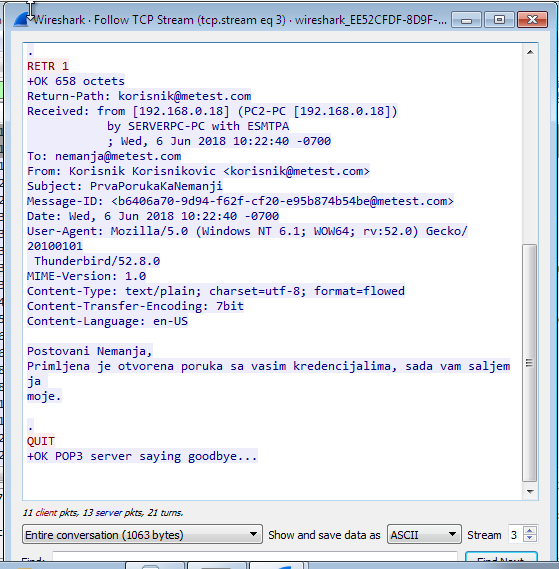 Wireshark · Follow TCP Stream (tcp.stream eq 3) · wireshark_EE52CFDF-8D9F-...
.
RETR 1
+OK 658 octets
Return-Path: korisnik@metest.com
Received: from [192.168.0.18] (PC2-PC [192.168.0.18])
by SERVERPC-PC with ESMTPA
; Wed, 6 Jun 2018 10:22:40 -0700
To: nemanja@metest.com
From: Korisnik Korisnikovic <korisnik@metest.com>
Subject: PrvaPorukaKaNemanji
Message-ID: <b6406a70-9d94-f62f-cf20-e95b874b54be@metest.com>
Date: Wed, 6 Jun 2018 10:22:40 -0700
User-Agent: Mozilla/5.0 (Windows NT 6.1; WOW64; rv:52.0) Gecko/
20100101
Thunderbird/52.8.0
MIME-Version: 1.0
Content-Type: text/plain; charset=utf-8; format=flowed
Content-Transfer-Encoding: 7bit
Content-Language: en-US
Postovani Nemanja,
Primljena je otvorena poruka sa vasim kredencijalima, sada vam saljem
ja
moje.
.
QUIT
+OK POP3 server saying goodbye...
11 client pkts, 13 server pkts, 21 turns.
Entire conversation (1063 bytes) Show and save data as ASCII Stream 3
Find: Find Next